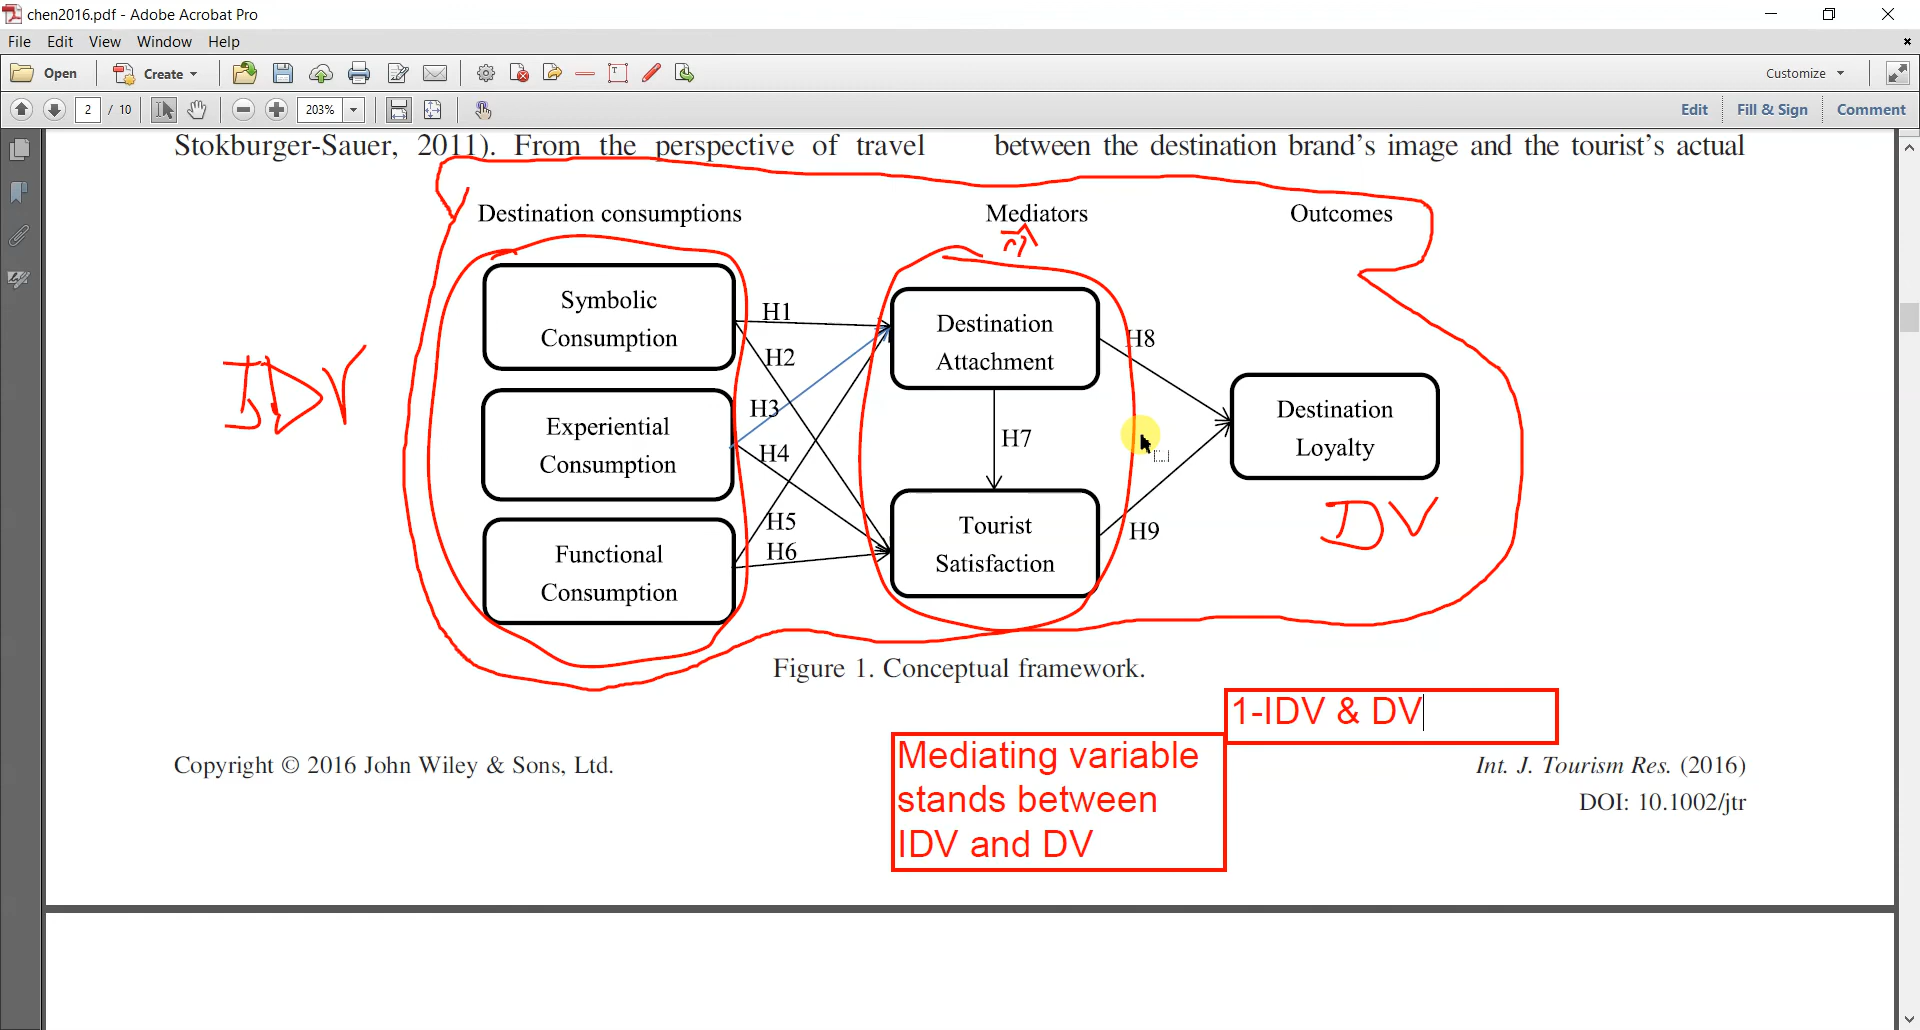 chen2016.pdf - Adobe Acrobat Pro
File Edit View Window Help
Open Create Customize
2 / 10 203% Edit Fill & Sign Comment
Stokburger-Sauer, 2011). From the perspective of travel
between the destination brand's image and the tourist's actual
Destination consumptions Mediators Outcomes
Symbolic
Consumption
Experiential
Consumption
Functional
Consumption
H1
H2
H3
H4
H5
H6
Destination
Attachment
H7
Tourist
Satisfaction
H8
H9
Destination
Loyalty
IDV
DV
Figure 1. Conceptual framework.
1-IDV & DV
Mediating variable
stands between
IDV and DV
Copyright © 2016 John Wiley & Sons, Ltd.
Int. J. Tourism Res. (2016)
DOI: 10.1002/jtr